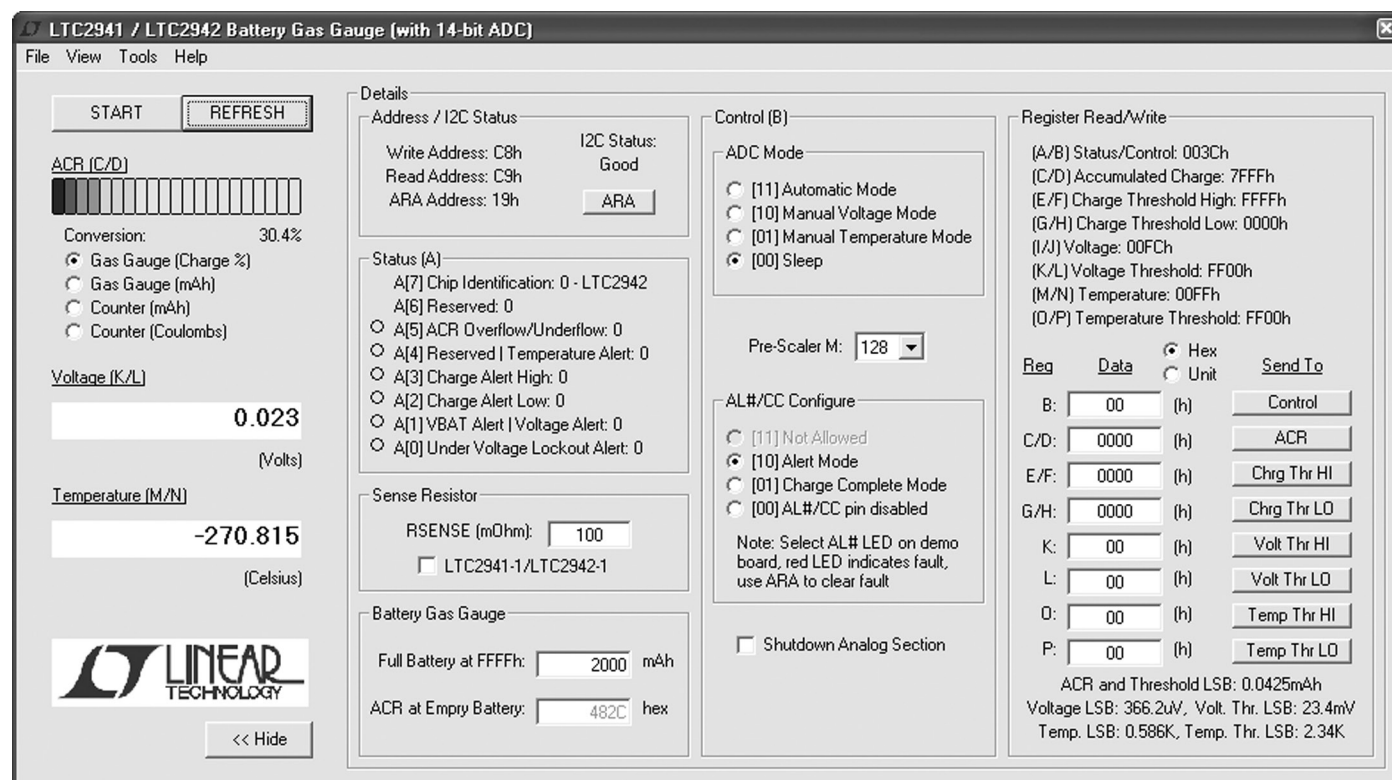 LTC2941 / LTC2942 Battery Gas Gauge (with 14-bit ADC)
File View Tools Help
START REFRESH
ACR (C/D)
Conversion: 30.4%
Gas Gauge (Charge %)
Gas Gauge (mAh)
Counter (mAh)
Counter (Coulombs)
Voltage (K/L)
0.023
(Volts)
Temperature (M/N)
-270.815
(Celsius)
LINEAR
TECHNOLOGY
<< Hide
Details
Address / I2C Status
Write Address: C8h
Read Address: C9h
ARA Address: 19h
I2C Status:
Good
ARA
Status (A)
A[7] Chip Identification: 0 - LTC2942
A[6] Reserved: 0
A[5] ACR Overflow/Underflow: 0
A[4] Reserved | Temperature Alert: 0
A[3] Charge Alert High: 0
A[2] Charge Alert Low: 0
A[1] VBAT Alert | Voltage Alert: 0
A[0] Under Voltage Lockout Alert: 0
Sense Resistor
RSENSE (mOhm): 100
LTC2941-1/LTC2942-1
Battery Gas Gauge
Full Battery at FFFFh: 2000 mAh
ACR at Empry Battery: 482C hex
Control (B)
ADC Mode
[11] Automatic Mode
[10] Manual Voltage Mode
[01] Manual Temperature Mode
[00] Sleep
Pre-Scaler M: 128
AL#/CC Configure
[11] Not Allowed
[10] Alert Mode
[01] Charge Complete Mode
[00] AL#/CC pin disabled
Note: Select AL# LED on demo
board, red LED indicates fault,
use ARA to clear fault
Shutdown Analog Section
Register Read/Write
(A/B) Status/Control: 003Ch
(C/D) Accumulated Charge: 7FFFh
(E/F) Charge Threshold High: FFFFh
(G/H) Charge Threshold Low: 0000h
(I/J) Voltage: 00FCh
(K/L) Voltage Threshold: FF00h
(M/N) Temperature: 00FFh
(O/P) Temperature Threshold: FF00h
Reg Data Hex Unit Send To
B: 00 (h) Control
C/D: 0000 (h) ACR
E/F: 0000 (h) Chrg Thr HI
G/H: 0000 (h) Chrg Thr LO
K: 00 (h) Volt Thr HI
L: 00 (h) Volt Thr LO
O: 00 (h) Temp Thr HI
P: 00 (h) Temp Thr LO
ACR and Threshold LSB: 0.0425mAh
Voltage LSB: 366.2uV, Volt. Thr. LSB: 23.4mV
Temp. LSB: 0.586K, Temp. Thr. LSB: 2.34K